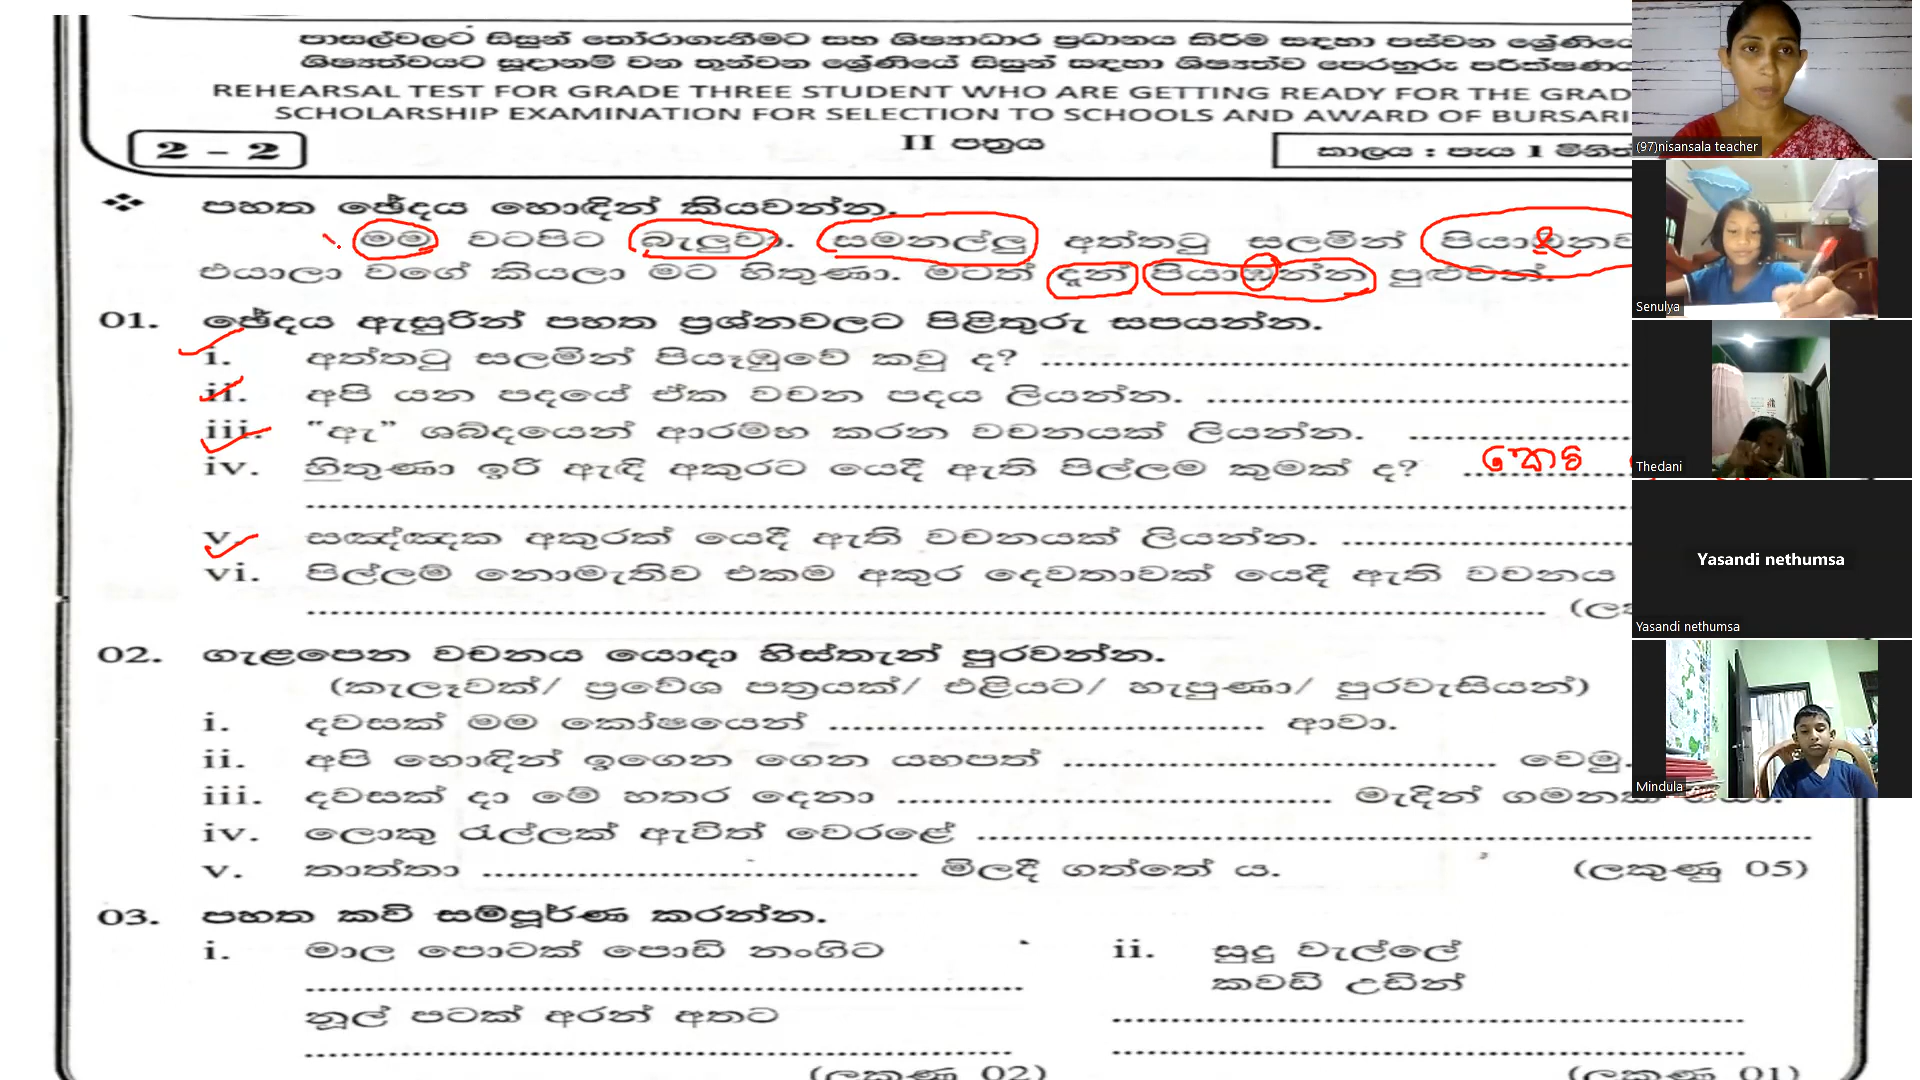 පාසල්වලට සිසුන් තෝරාගැනීමට සහ ශිෂ්‍යාධාර ප්‍රධානය කිරීම සඳහා පස්වන ශ්‍රේණියේ
ශිෂ්‍යත්වයට සූදානම් වන තුන්වන ශ්‍රේණියේ සිසුන් සඳහා ශිෂ්‍යත්ව පෙරහුරු පරීක්ෂණය
REHEARSAL TEST FOR GRADE THREE STUDENT WHO ARE GETTING READY FOR THE GRAD
SCHOLARSHIP EXAMINATION FOR SELECTION TO SCHOOLS AND AWARD OF BURSARI
2 - 2
II පත්‍රය
කාලය : පැය 1 මිනිත්
පහත ඡේදය හොඳින් කියවන්න.
මම වටපිට බැලුවා. සමනල්ලු අත්තටු සලමින් පියාඹනව
එයාලා වගේ කියලා මට හිතුණා. මටත් දැන් පියාඹන්න පුළුවන්.
01. ඡේදය ඇසුරින් පහත ප්‍රශ්නවලට පිළිතුරු සපයන්න.
i. අත්තටු සලමින් පියෑඹුවේ කවු ද? ........................
ii. අපි යන පදයේ ඒක වචන පදය ලියන්න. ........................
iii. "ඇ" ශබ්දයෙන් ආරම්භ කරන වචනයක් ලියන්න. ........................
iv. හිතුණා ඉරි ඇඳි අකුරට යෙදී ඇති පිල්ලම කුමක් ද? ........................
v. සඤ්ඤක අකුරක් යෙදී ඇති වචනයක් ලියන්න. ........................
vi. පිල්ලම් නොමැතිව එකම අකුර දෙවතාවක් යෙදී ඇති වචනය
........................ (ලක
02. ගැළපෙන වචනය යොදා හිස්තැන් පුරවන්න.
(කැලෑවක්/ ප්‍රවේශ පත්‍රයක්/ එළියට/ හැපුණා/ පුරවැසියන්)
i. දවසක් මම කෝෂයෙන් ........................ ආවා.
ii. අපි හොඳින් ඉගෙන ගෙන යහපත් ........................ වෙමු.
iii. දවසක් දා මේ හතර දෙනා ........................ මැදින් ගමනක්
iv. ලොකු රැල්ලක් ඇවිත් වෙරළේ ........................
v. තාත්තා ........................ මිලදී ගත්තේ ය. (ලකුණු 05)
03. පහත කවි සම්පූර්ණ කරන්න.
i. මාල පොටක් පොඩි නංගිට
........................
නූල් පටක් අරන් අතට
........................
(ලකුණු 02)
ii. සුදු වැල්ලේ
කවඩි උඩින්
........................
........................
(ලකුණු 01)
(97)nisansala teacher
Senulya
Thedani
Yasandi nethumsa
Yasandi nethumsa
Mindula